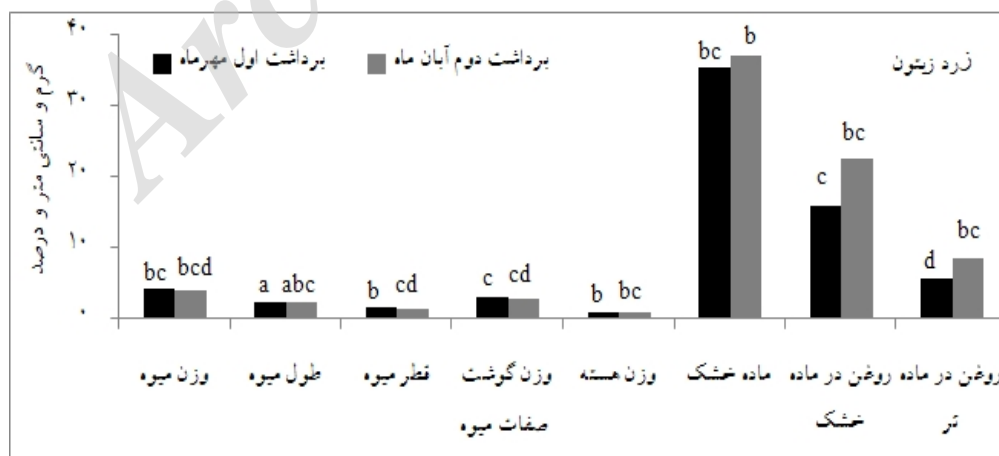 Arc
زرد زیتون
برداشت اول مهرماه
برداشت دوم آبان ماه
گرم و سانتی متر و درصد
۴۰
۳۰
۲۰
۱۰
۰
bc bcd
a abc
b cd
c cd
b bc
bc b
c bc
d bc
وزن میوه
طول میوه
قطر میوه
وزن گوشت
وزن هسته
ماده خشک
روغن در ماده
خشک
روغن در ماده
تر
صفات میوه